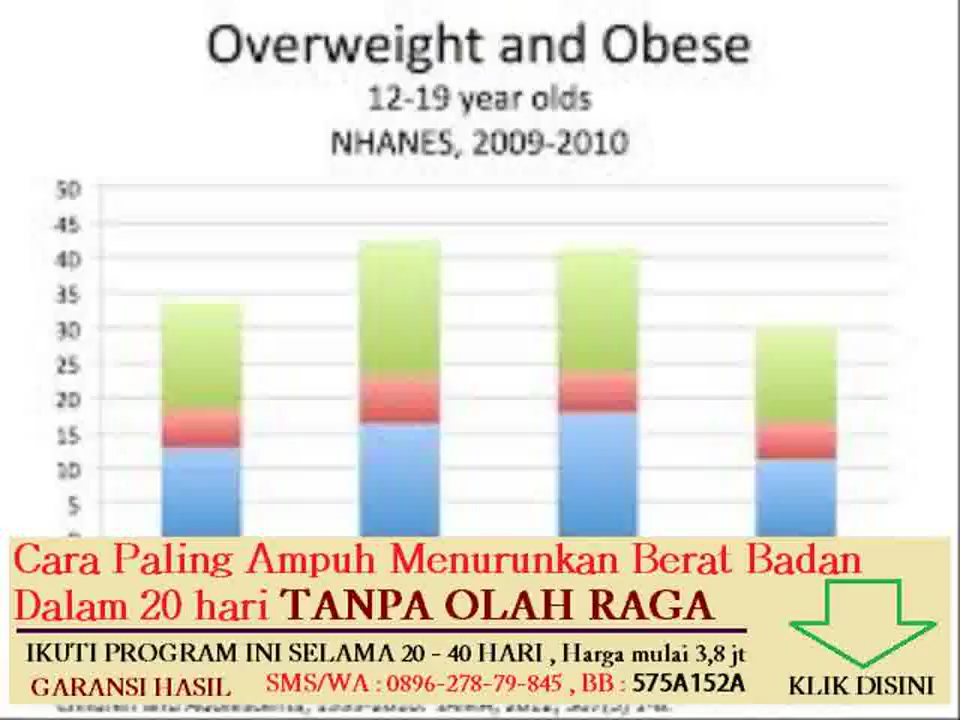 Overweight and Obese
12-19 year olds
NHANES, 2009-2010
50
45
40
35
30
25
20
15
10
5
Cara Paling Ampuh Menurunkan Berat Badan
Dalam 20 hari TANPA OLAH RAGA
IKUTI PROGRAM INI SELAMA 20 - 40 HARI , Harga mulai 3,8 jt
GARANSI HASIL SMS/WA : 0896-278-79-845 , BB : 575A152A
KLIK DISINI